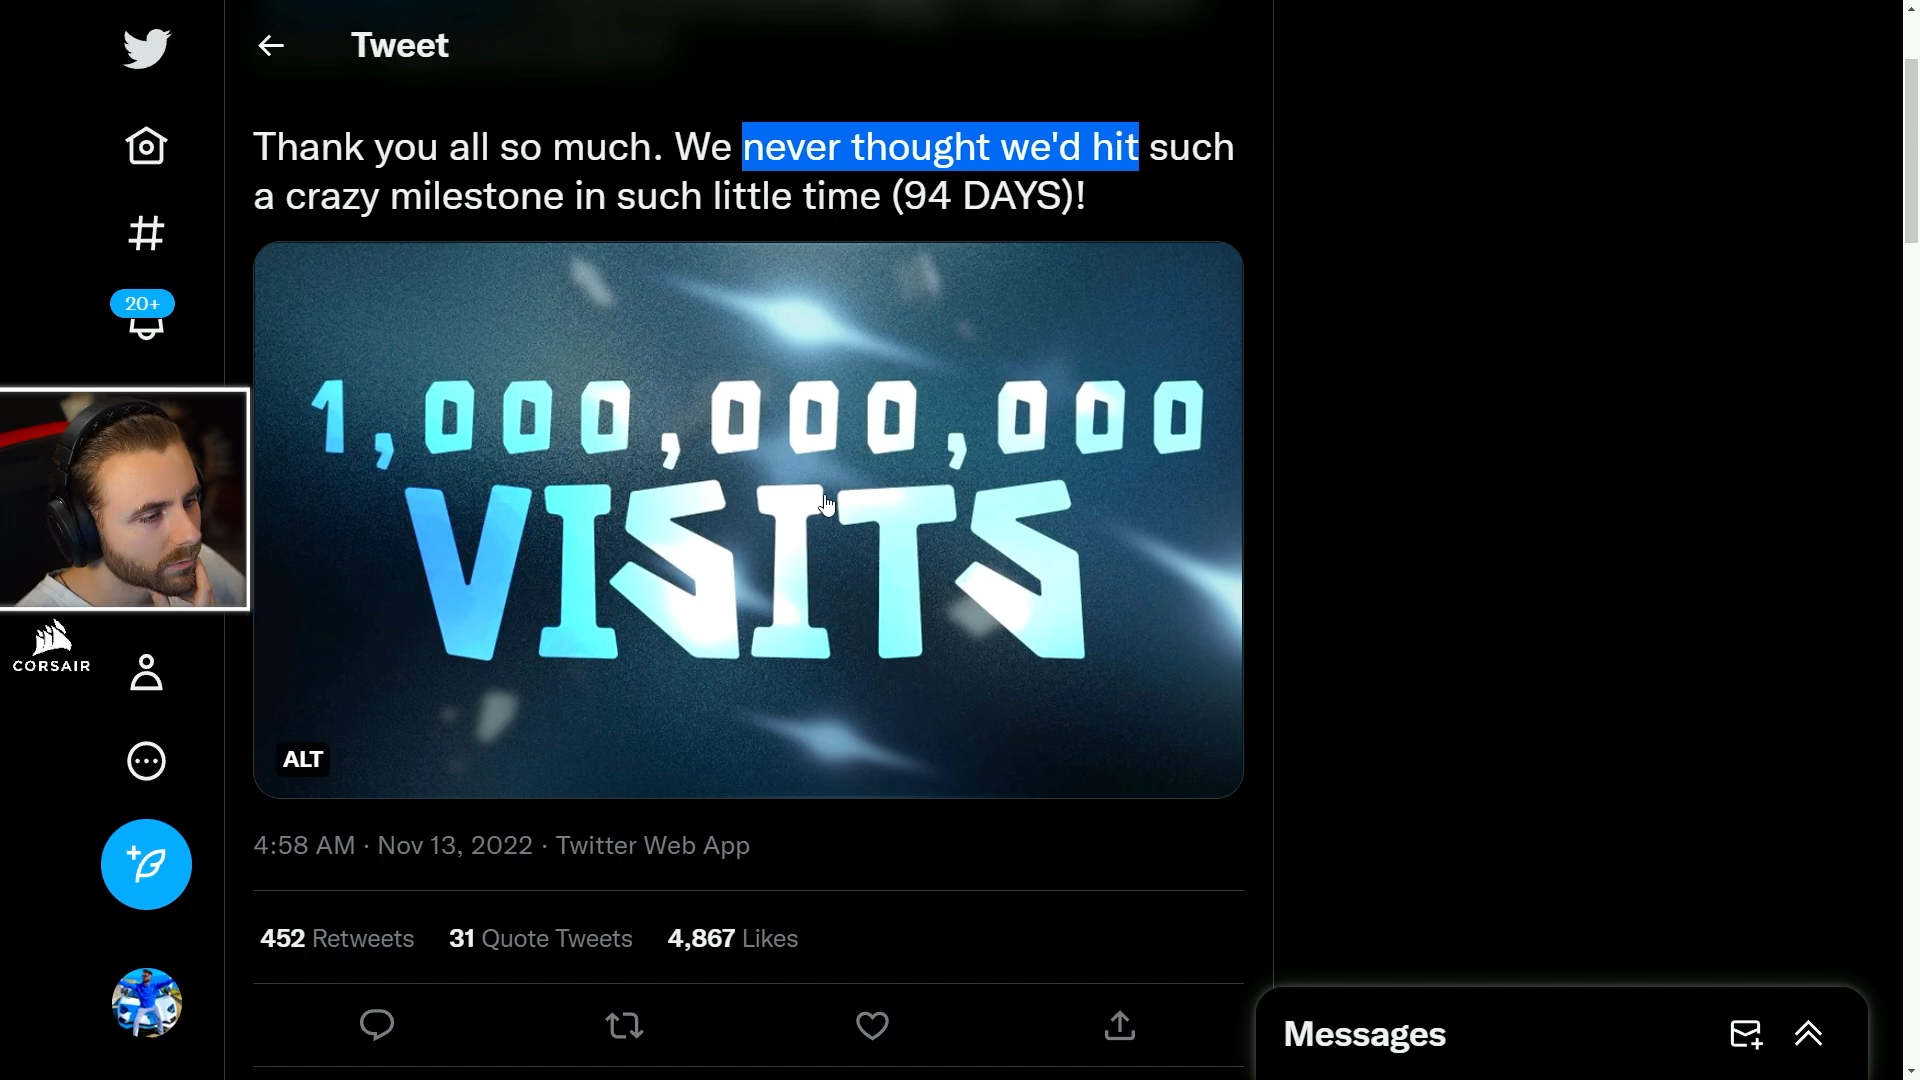 Tweet
Thank you all so much. We never thought we'd hit such
a crazy milestone in such little time (94 DAYS)!
20+
1,000,000,000
VISITS
CORSAIR
ALT
4:58 AM · Nov 13, 2022 · Twitter Web App
452 Retweets 31 Quote Tweets 4,867 Likes
Messages